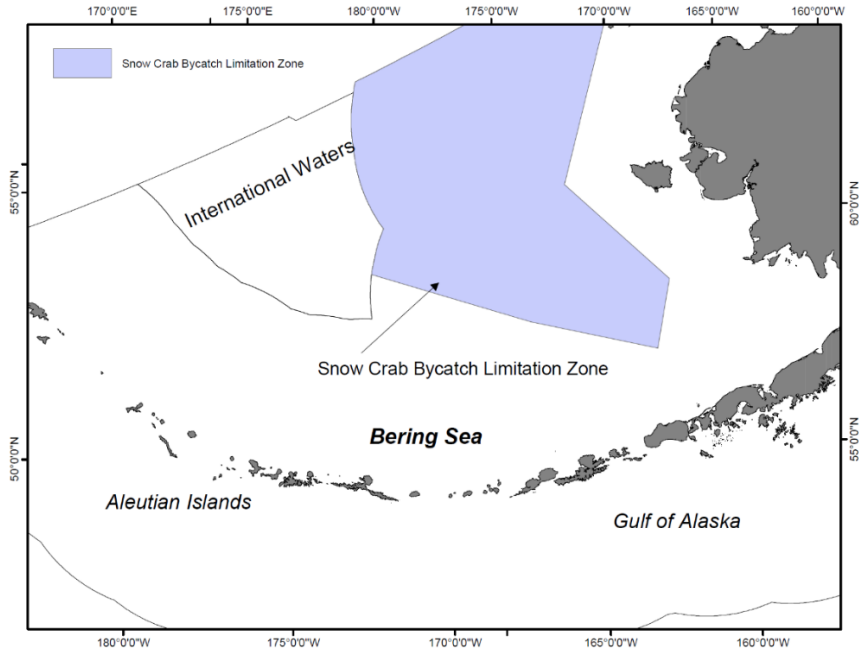 170°0'0"E 175°0'0"E 180°0'0" 175°0'0"W 170°0'0"W 165°0'0"W 160°0'0"W
Snow Crab Bycatch Limitation Zone
International Waters
55°0'0"N
60°0'0"N
Snow Crab Bycatch Limitation Zone
Bering Sea
50°0'0"N
55°0'0"N
Aleutian Islands
Gulf of Alaska
180°0'0" 175°0'0"W 170°0'0"W 165°0'0"W 160°0'0"W